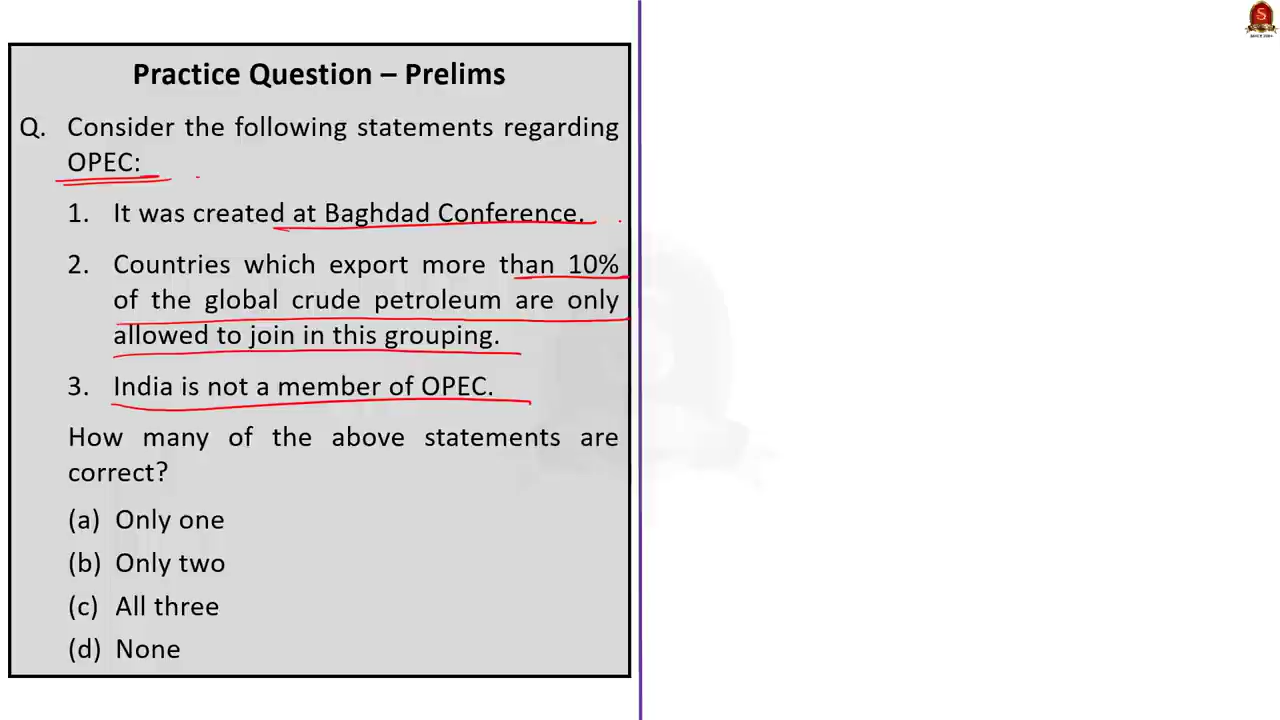 Practice Question – Prelims
Q. Consider the following statements regarding
OPEC:
1. It was created at Baghdad Conference.
2. Countries which export more than 10%
of the global crude petroleum are only
allowed to join in this grouping.
3. India is not a member of OPEC.
How many of the above statements are
correct?
(a) Only one
(b) Only two
(c) All three
(d) None
S